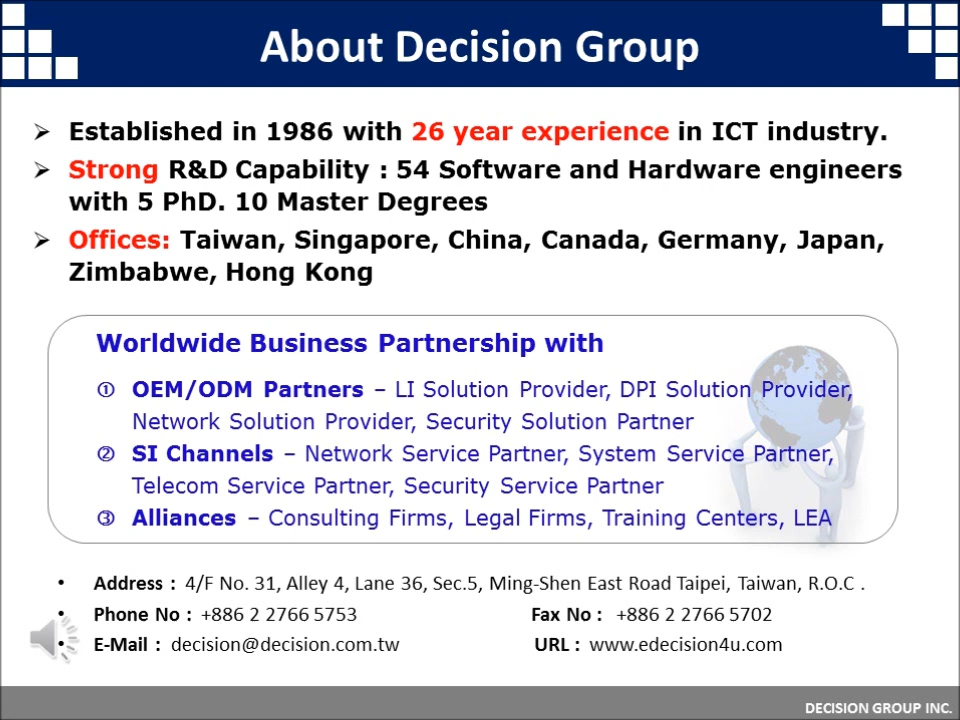 About Decision Group
➢ Established in 1986 with 26 year experience in ICT industry.
➢ Strong R&D Capability : 54 Software and Hardware engineers
with 5 PhD. 10 Master Degrees
➢ Offices: Taiwan, Singapore, China, Canada, Germany, Japan,
Zimbabwe, Hong Kong
Worldwide Business Partnership with
① OEM/ODM Partners – LI Solution Provider, DPI Solution Provider,
Network Solution Provider, Security Solution Partner
② SI Channels – Network Service Partner, System Service Partner,
Telecom Service Partner, Security Service Partner
③ Alliances – Consulting Firms, Legal Firms, Training Centers, LEA
• Address : 4/F No. 31, Alley 4, Lane 36, Sec.5, Ming-Shen East Road Taipei, Taiwan, R.O.C .
• Phone No : +886 2 2766 5753 Fax No : +886 2 2766 5702
• E-Mail : decision@decision.com.tw URL : www.edecision4u.com
DECISION GROUP INC.